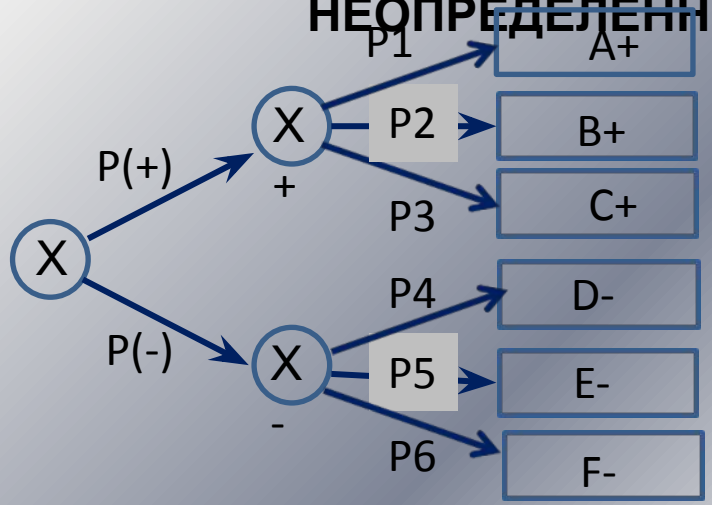 НЕОПРЕДЕЛЕНН
P1
A+
X
P2
B+
P(+)
+
P3
C+
X
P4
D-
P(-)
X
P5
E-
-
P6
F-